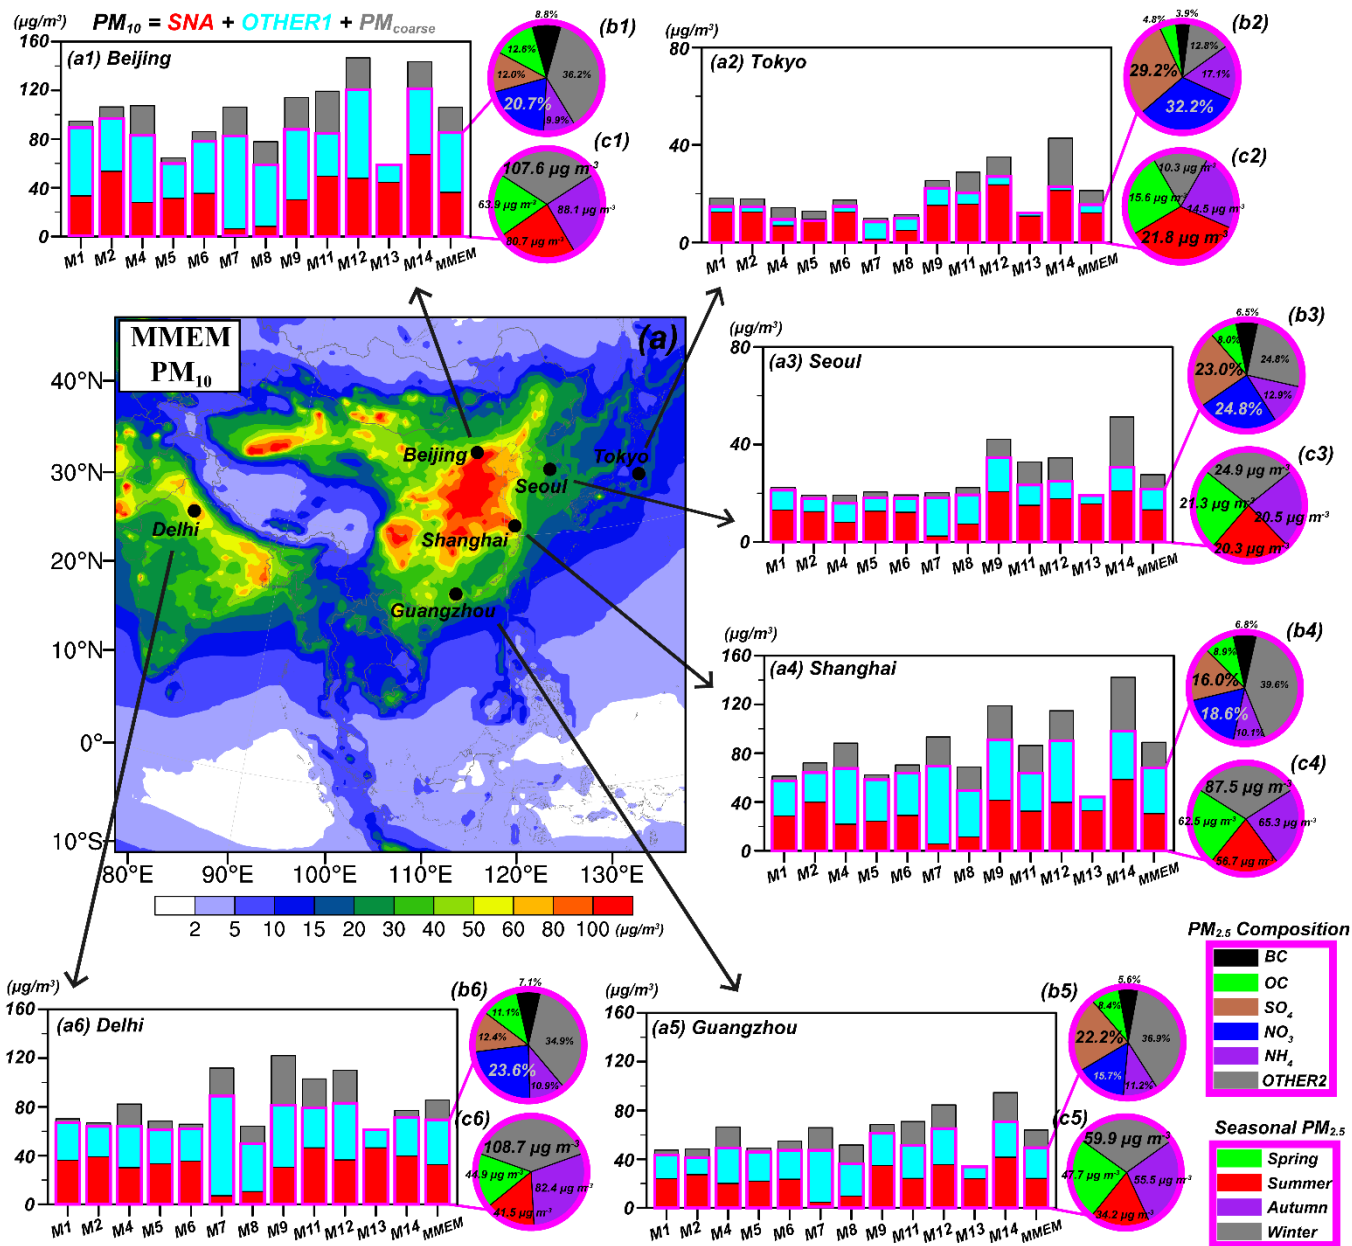 (μg/m³) PM₁₀ = SNA + OTHER1 + PM_coarse
160
120
80
40
0
(a1) Beijing
M1 M2 M4 M5 M6 M7 M8 M9 M11 M12 M13 M14 MMEM
(b1)
8.8%
12.6%
36.2%
12.0%
20.7%
9.9%
(c1)
107.6 μg m⁻³
63.9 μg m⁻³
88.1 μg m⁻³
80.7 μg m⁻³
(μg/m³)
80
40
0
(a2) Tokyo
M1 M2 M4 M5 M6 M7 M8 M9 M11 M12 M13 M14 MMEM
(b2)
3.9%
4.8%
12.8%
29.2%
17.1%
32.2%
(c2)
10.3 μg m⁻³
15.6 μg m⁻³
14.5 μg m⁻³
21.8 μg m⁻³
MMEM
PM₁₀
(a)
40°N
30°N
20°N
10°N
0°
10°S
80°E 90°E 100°E 110°E 120°E 130°E
Beijing
Tokyo
Seoul
Delhi
Shanghai
Guangzhou
2 5 10 15 20 30 40 50 60 80 100 (μg/m³)
(μg/m³)
80
40
0
(a3) Seoul
M1 M2 M4 M5 M6 M7 M8 M9 M11 M12 M13 M14 MMEM
(b3)
6.5%
8.0%
24.8%
23.0%
12.9%
24.8%
(c3)
24.9 μg m⁻³
21.3 μg m⁻³
20.5 μg m⁻³
20.3 μg m⁻³
(μg/m³)
160
120
80
40
0
(a4) Shanghai
M1 M2 M4 M5 M6 M7 M8 M9 M11 M12 M13 M14 MMEM
(b4)
6.8%
8.9%
39.6%
16.0%
18.6%
10.1%
(c4)
87.5 μg m⁻³
62.5 μg m⁻³
65.3 μg m⁻³
56.7 μg m⁻³
(μg/m³)
160
120
80
40
0
(a6) Delhi
M1 M2 M4 M5 M6 M7 M8 M9 M11 M12 M13 M14 MMEM
(b6)
7.1%
11.1%
34.9%
12.4%
23.6%
10.9%
(c6)
108.7 μg m⁻³
44.9 μg m⁻³
82.4 μg m⁻³
41.5 μg m⁻³
(μg/m³)
160
120
80
40
0
(a5) Guangzhou
M1 M2 M4 M5 M6 M7 M8 M9 M11 M12 M13 M14 MMEM
(b5)
5.6%
8.4%
36.9%
22.2%
15.7%
11.2%
(c5)
59.9 μg m⁻³
47.7 μg m⁻³
55.5 μg m⁻³
34.2 μg m⁻³
PM₂.₅ Composition
BC
OC
SO₄
NO₃
NH₄
OTHER2
Seasonal PM₂.₅
Spring
Summer
Autumn
Winter